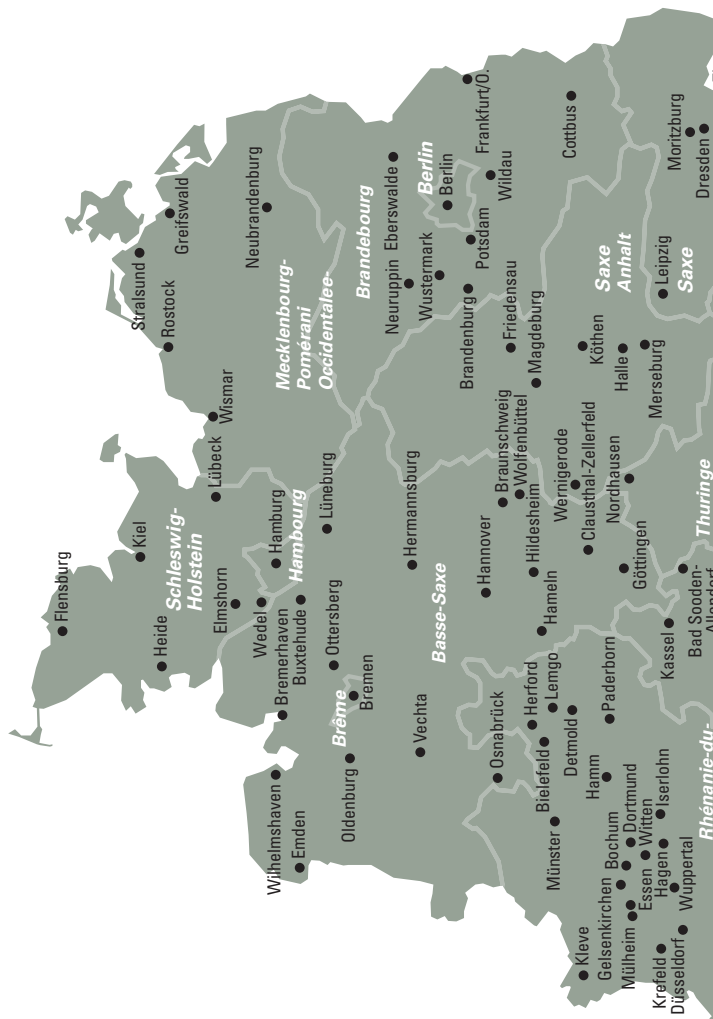 Flensburg
Stralsund
Kiel
Heide
Rostock
Greifswald
Schleswig-
Holstein
Lübeck
Wismar
Elmshorn
Neubrandenburg
Wedel
Hamburg
Hambourg
Wilhelmshaven
Emden
Bremerhaven
Buxtehude
Mecklenbourg-
Poméranie
Occidentalee-
Lüneburg
Ottersberg
Brême
Bremen
Oldenburg
Brandebourg
Eberswalde
Neuruppin
Wustermark
Berlin
Berlin
Hermannsburg
Vechta
Basse-Saxe
Brandenburg
Potsdam
Frankfurt/O.
Wildau
Hannover
Osnabrück
Braunschweig
Wolfenbüttel
Friedensau
Magdeburg
Hildesheim
Hameln
Herford
Bielefeld
Lemgo
Münster
Detmold
Wernigerode
Clausthal-Zellerfeld
Cottbus
Köthen
Saxe
Anhalt
Kleve
Hamm
Paderborn
Göttingen
Nordhausen
Halle
Merseburg
Gelsenkirchen
Bochum
Mülheim
Dortmund
Essen
Witten
Iserlohn
Hagen
Krefeld
Düsseldorf
Wuppertal
Kassel
Leipzig
Saxe
Moritzburg
Dresden
Bad Sooden-
Allendorf
Thuringe
Rhénanie-du-